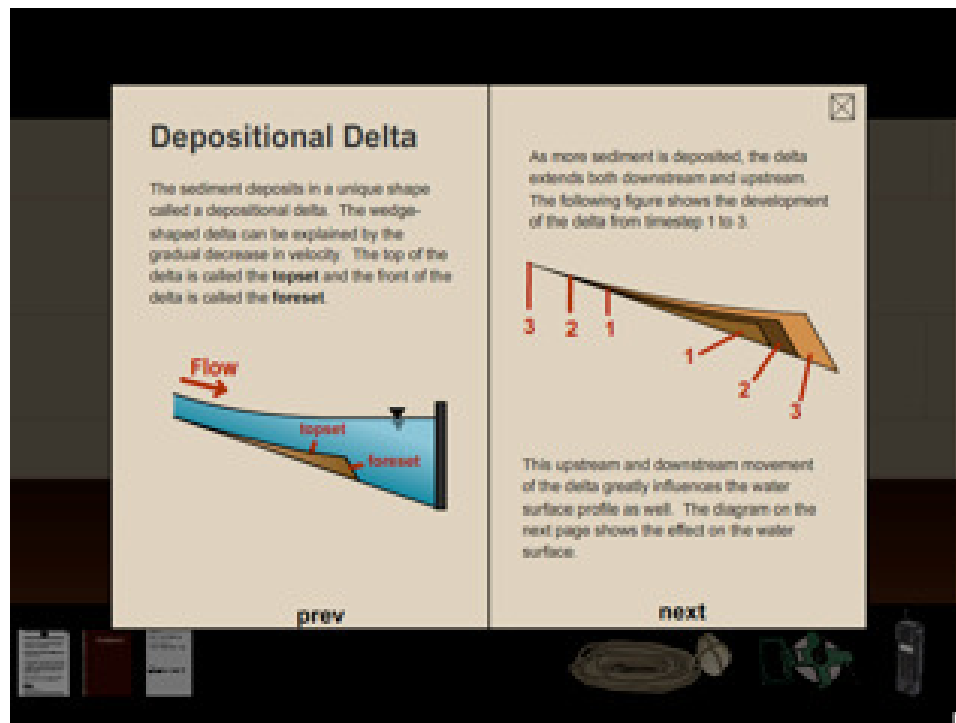 Depositional Delta
The sediment deposits in a unique shape
called a depositional delta. The wedge-
shaped delta can be explained by the
gradual decrease in velocity. The top of the
delta is called the topset and the front of the
delta is called the foreset.
Flow
topset
foreset
prev
As more sediment is deposited, the delta
extends both downstream and upstream.
The following figure shows the development
of the delta from timestep 1 to 3.
3 2 1
1
2
3
This upstream and downstream movement
of the delta greatly influences the water
surface profile as well. The diagram on the
next page shows the effect on the water
surface.
next